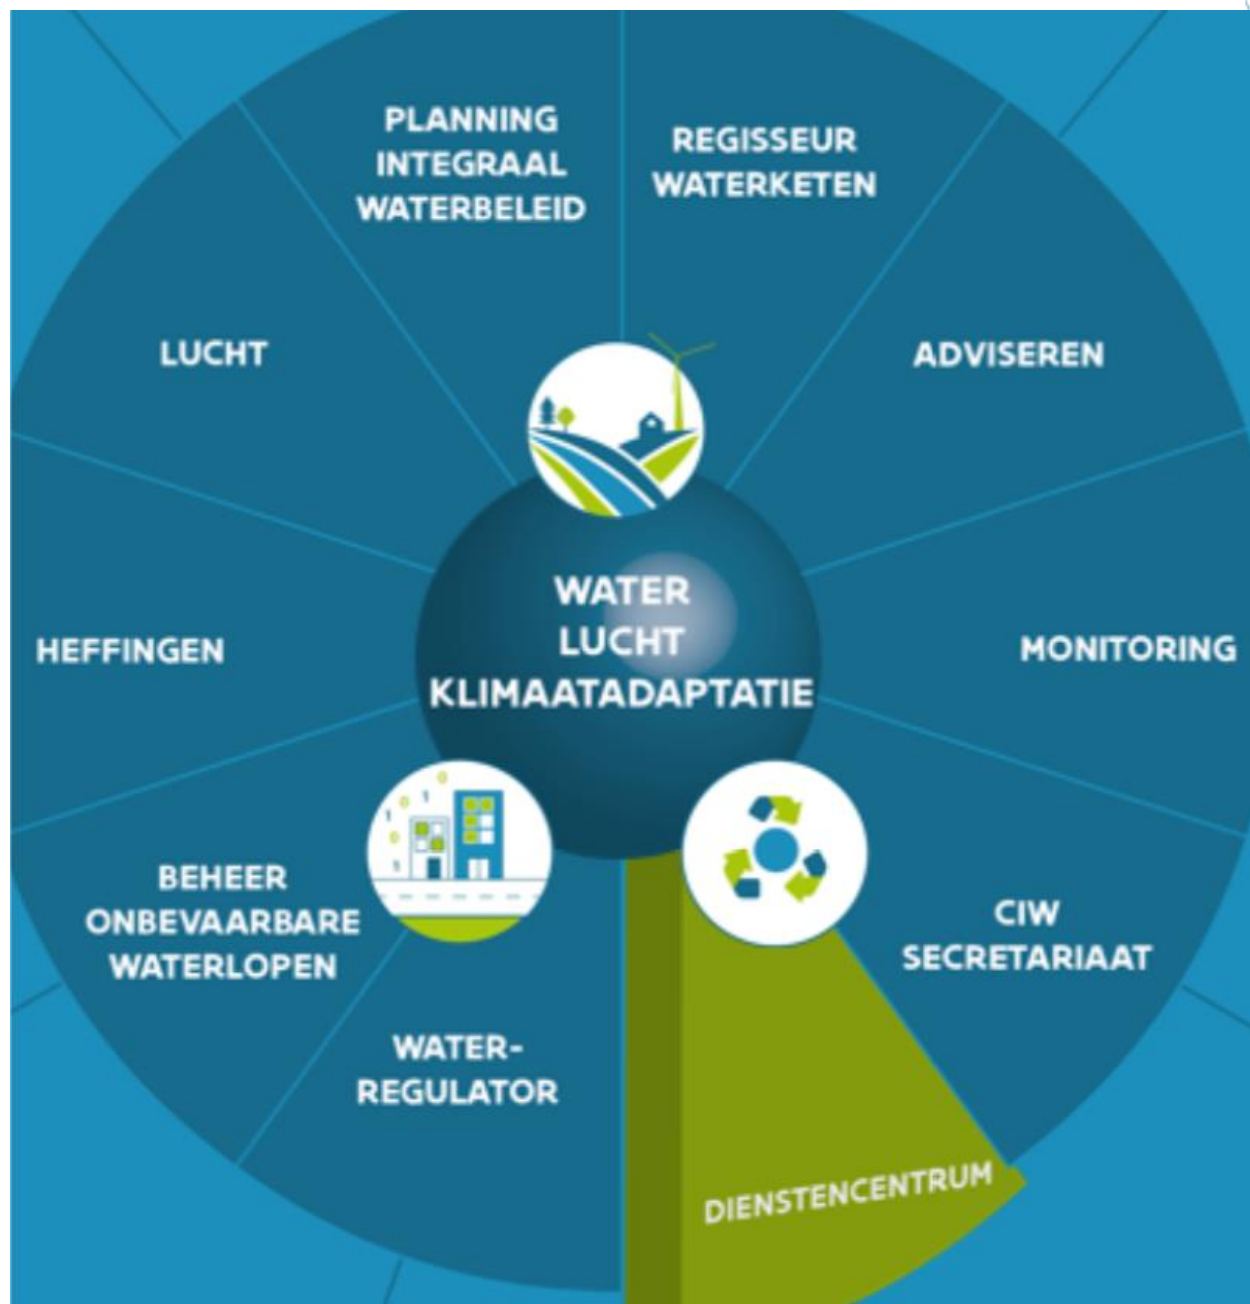 PLANNING
INTEGRAAL
WATERBELEID
REGISSEUR
WATERKETEN
LUCHT
ADVISEREN
WATER
LUCHT
KLIMAATADAPTATIE
HEFFINGEN
MONITORING
BEHEER
ONBEVAARBARE
WATERLOPEN
CIW
SECRETARIAAT
WATER-
REGULATOR
DIENSTENCENTRUM